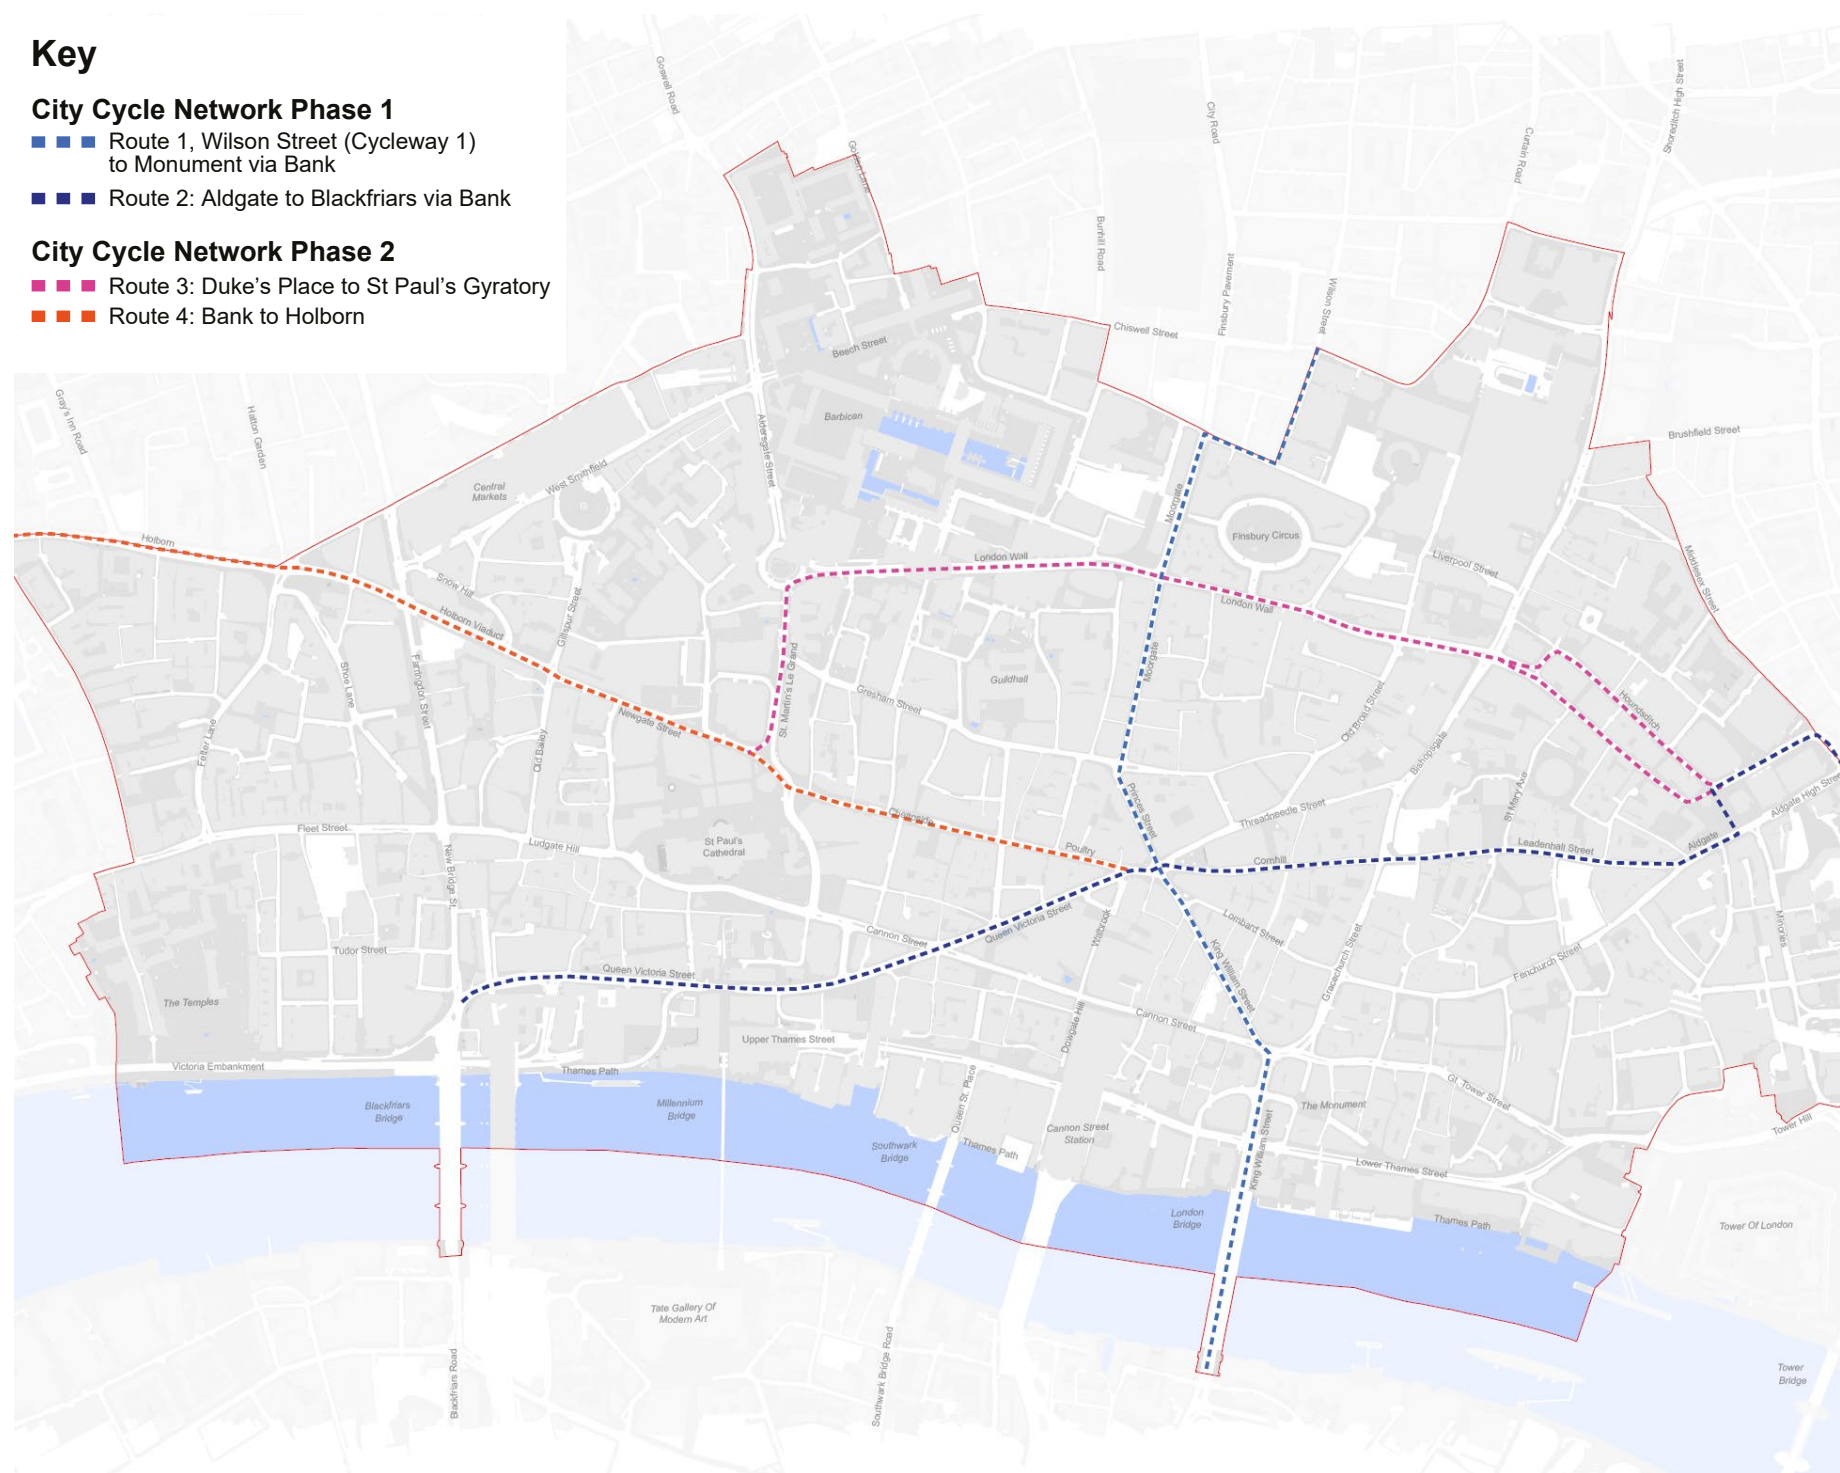 Key
City Cycle Network Phase 1
Route 1, Wilson Street (Cycleway 1)
to Monument via Bank
Route 2: Aldgate to Blackfriars via Bank
City Cycle Network Phase 2
Route 3: Duke's Place to St Paul's Gyratory
Route 4: Bank to Holborn
Goswell Road
Golden Lane
City Road
Curtain Road
Shoreditch High Street
Bunhill Road
Finsbury Pavement
Wilson Street
Chiswell Street
Beech Street
Gray's Inn Road
Hatton Garden
Barbican
Aldersgate Street
Brushfield Street
Central
Markets
West Smithfield
Moorgate
Finsbury Circus
Holborn
London Wall
Liverpool Street
Middlesex Street
Snow Hill
Holborn Viaduct
Giltspur Street
London Wall
Shoe Lane
Farringdon Street
St. Martin's Le Grand
Moorgate
Guildhall
Gresham Street
Old Broad Street
Houndsditch
Newgate Street
Fetter Lane
Old Bailey
Bishopsgate
St Mary Axe
Aldgate High Stree
Princes Street
Threadneedle Street
Cheapside
Fleet Street
Ludgate Hill
St Paul's
Cathedral
Poultry
Cornhill
Leadenhall Street
Aldgate
New Bridge St
Queen Victoria Street
Walbrook
Lombard Street
Cannon Street
King William Street
Gracechurch Street
Fenchurch Street
Minories
Tudor Street
Queen Victoria Street
The Temples
Upper Thames Street
Dowgate Hill
Cannon Street
Victoria Embankment
Thames Path
Queen St. Place
Gt. Tower Street
Blackfriars
Bridge
Millennium
Bridge
The Monument
Cannon Street
Station
King William Street
Tower Hill
Southwark
Bridge
Thames Path
Lower Thames Street
London
Bridge
Thames Path
Tower Of London
Tate Gallery Of
Modern Art
Blackfriars Road
Southwark Bridge Road
Tower
Bridge